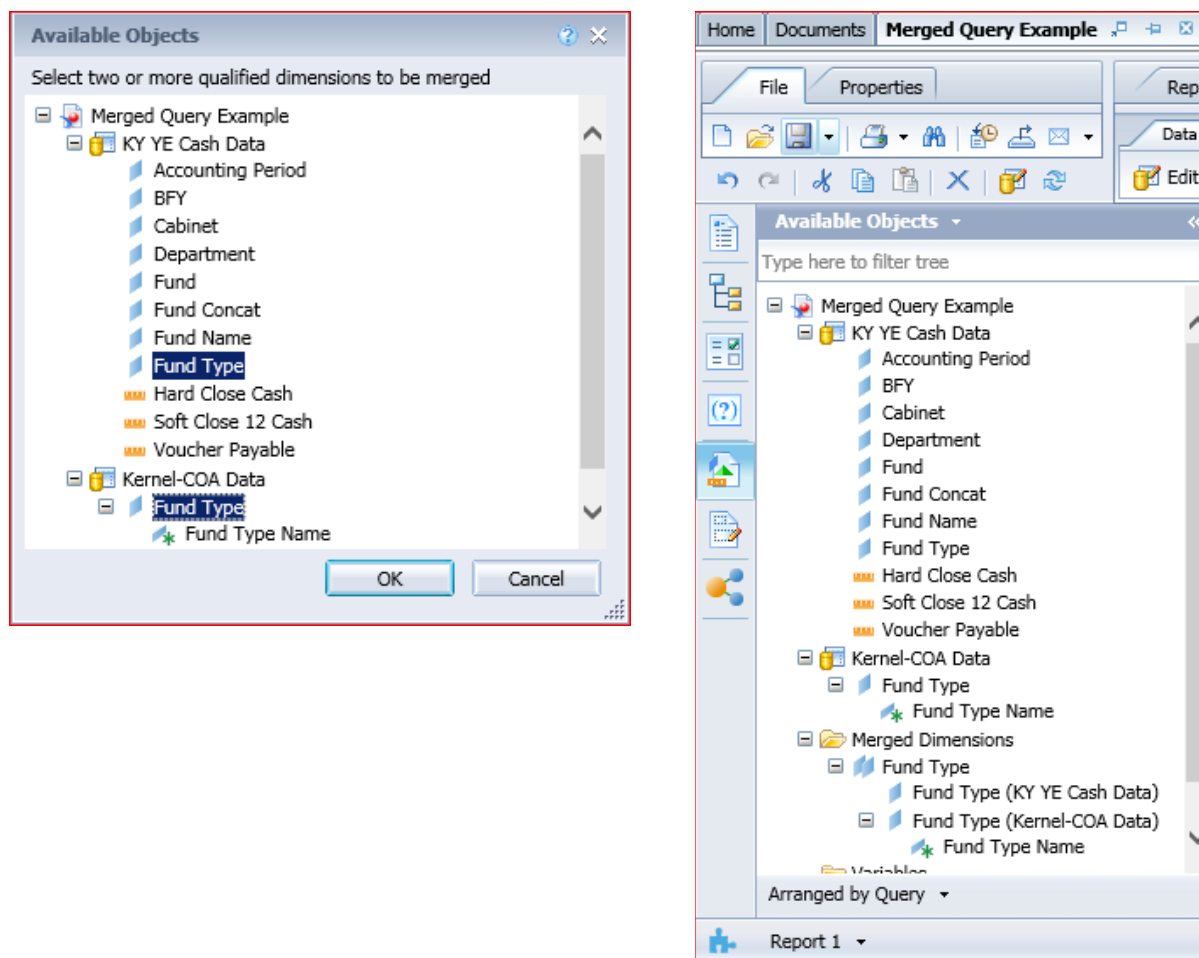 Available Objects
Select two or more qualified dimensions to be merged
Merged Query Example
KY YE Cash Data
Accounting Period
BFY
Cabinet
Department
Fund
Fund Concat
Fund Name
Fund Type
Hard Close Cash
Soft Close 12 Cash
Voucher Payable
Kernel-COA Data
Fund Type
Fund Type Name
OK Cancel
Home Documents Merged Query Example
File Properties Rep
Data
Edit
Available Objects
Type here to filter tree
Merged Query Example
KY YE Cash Data
Accounting Period
BFY
Cabinet
Department
Fund
Fund Concat
Fund Name
Fund Type
Hard Close Cash
Soft Close 12 Cash
Voucher Payable
Kernel-COA Data
Fund Type
Fund Type Name
Merged Dimensions
Fund Type
Fund Type (KY YE Cash Data)
Fund Type (Kernel-COA Data)
Fund Type Name
Variables
Arranged by Query
Report 1